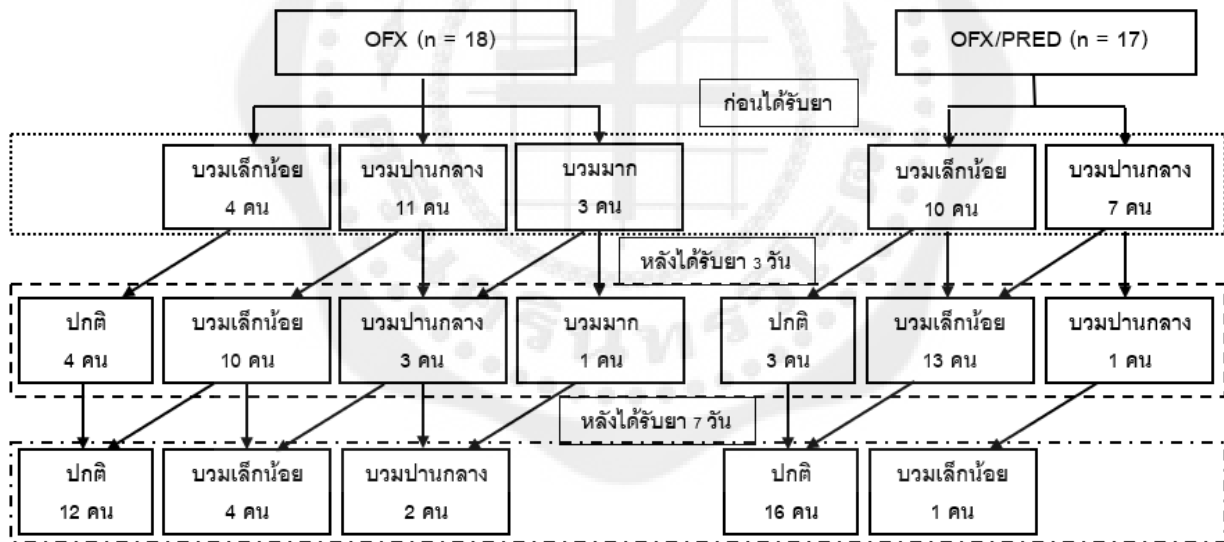 OFX (n = 18)
OFX/PRED (n = 17)
ก่อนได้รับยา
บวมเล็กน้อย
4 คน
บวมปานกลาง
11 คน
บวมมาก
3 คน
บวมเล็กน้อย
10 คน
บวมปานกลาง
7 คน
หลังได้รับยา 3 วัน
ปกติ
4 คน
บวมเล็กน้อย
10 คน
บวมปานกลาง
3 คน
บวมมาก
1 คน
ปกติ
3 คน
บวมเล็กน้อย
13 คน
บวมปานกลาง
1 คน
หลังได้รับยา 7 วัน
ปกติ
12 คน
บวมเล็กน้อย
4 คน
บวมปานกลาง
2 คน
ปกติ
16 คน
บวมเล็กน้อย
1 คน